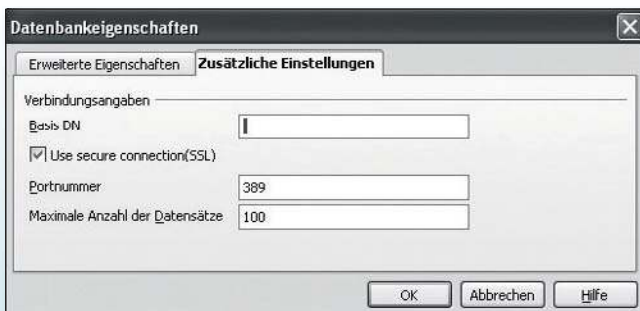 Datenbankeigenschaften
Erweiterte Eigenschaften Zusätzliche Einstellungen
Verbindungsangaben
Basis DN
Use secure connection(SSL)
Portnummer 389
Maximale Anzahl der Datensätze 100
OK Abbrechen Hilfe